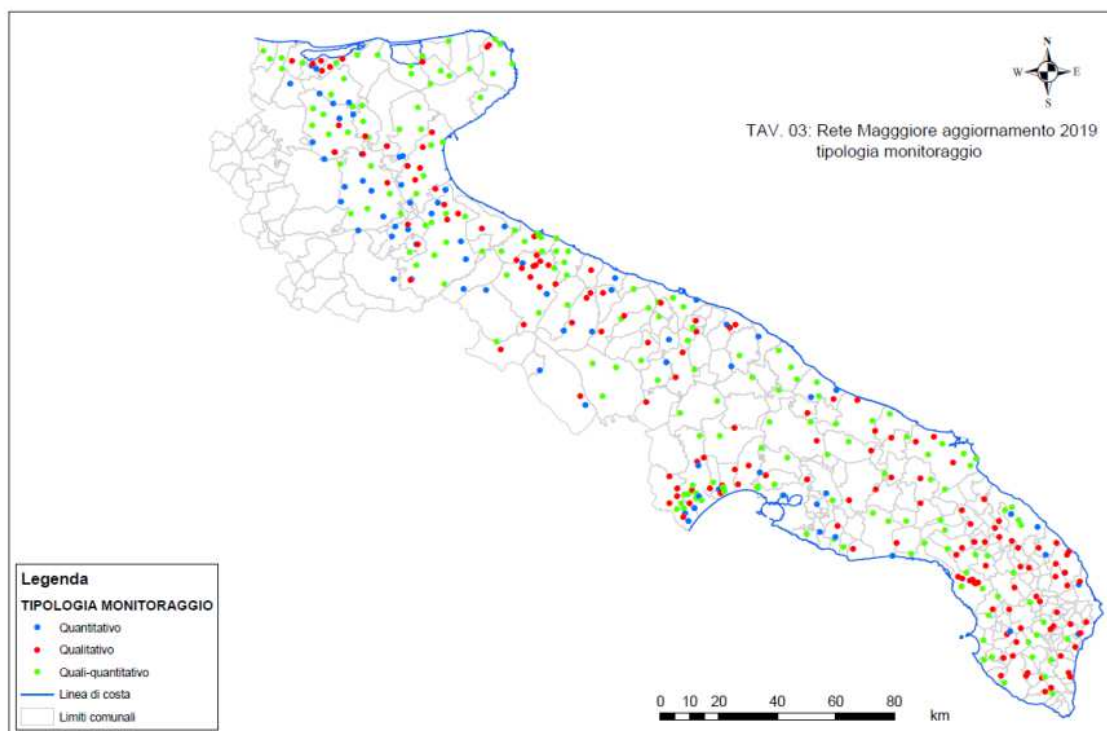 N
W E
S
TAV. 03: Rete Magggiore aggiornamento 2019
tipologia monitoraggio
Legenda
TIPOLOGIA MONITORAGGIO
Quantitativo
Qualitativo
Quali-quantitativo
Linea di costa
Limiti comunali
0 10 20 40 60 80
km